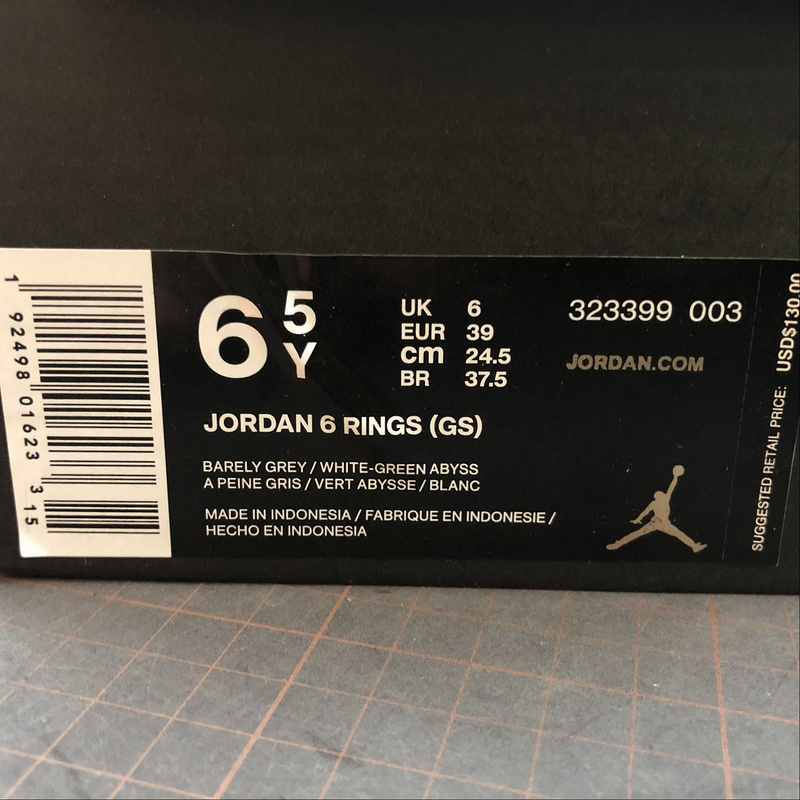 1 92498 01623 3 15
6 5
Y
UK 6
EUR 39
cm 24.5
BR 37.5
323399 003
JORDAN.COM
JORDAN 6 RINGS (GS)
BARELY GREY / WHITE-GREEN ABYSS
A PEINE GRIS / VERT ABYSSE / BLANC
MADE IN INDONESIA / FABRIQUE EN INDONESIE /
HECHO EN INDONESIA
SUGGESTED RETAIL PRICE: USD$130.00